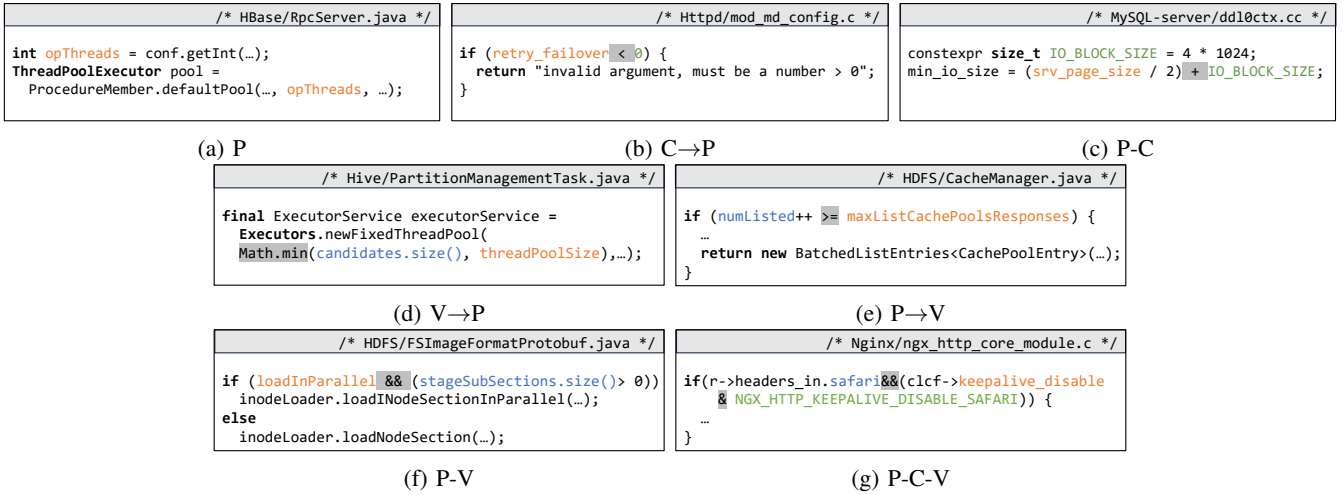 /* HBase/RpcServer.java */
int opThreads = conf.getInt(…);
ThreadPoolExecutor pool =
ProcedureMember.defaultPool(…, opThreads, …);
(a) P
/* Httpd/mod_md_config.c */
if (retry_failover < 0) {
return "invalid argument, must be a number > 0";
}
(b) C→P
/* MySQL-server/ddl0ctx.cc */
constexpr size_t IO_BLOCK_SIZE = 4 * 1024;
min_io_size = (srv_page_size / 2) + IO_BLOCK_SIZE;
(c) P-C
/* Hive/PartitionManagementTask.java */
final ExecutorService executorService =
Executors.newFixedThreadPool(
Math.min(candidates.size(), threadPoolSize),…);
(d) V→P
/* HDFS/CacheManager.java */
if (numListed++ >= maxListCachePoolsResponses) {
…
return new BatchedListEntries<CachePoolEntry>(…);
}
(e) P→V
/* HDFS/FSImageFormatProtobuf.java */
if (loadInParallel && (stageSubSections.size()> 0))
inodeLoader.loadINodeSectionInParallel(…);
else
inodeLoader.loadNodeSection(…);
(f) P-V
/* Nginx/ngx_http_core_module.c */
if(r->headers_in.safari&&(clcf->keepalive_disable
& NGX_HTTP_KEEPALIVE_DISABLE_SAFARI)) {
…
}
(g) P-C-V